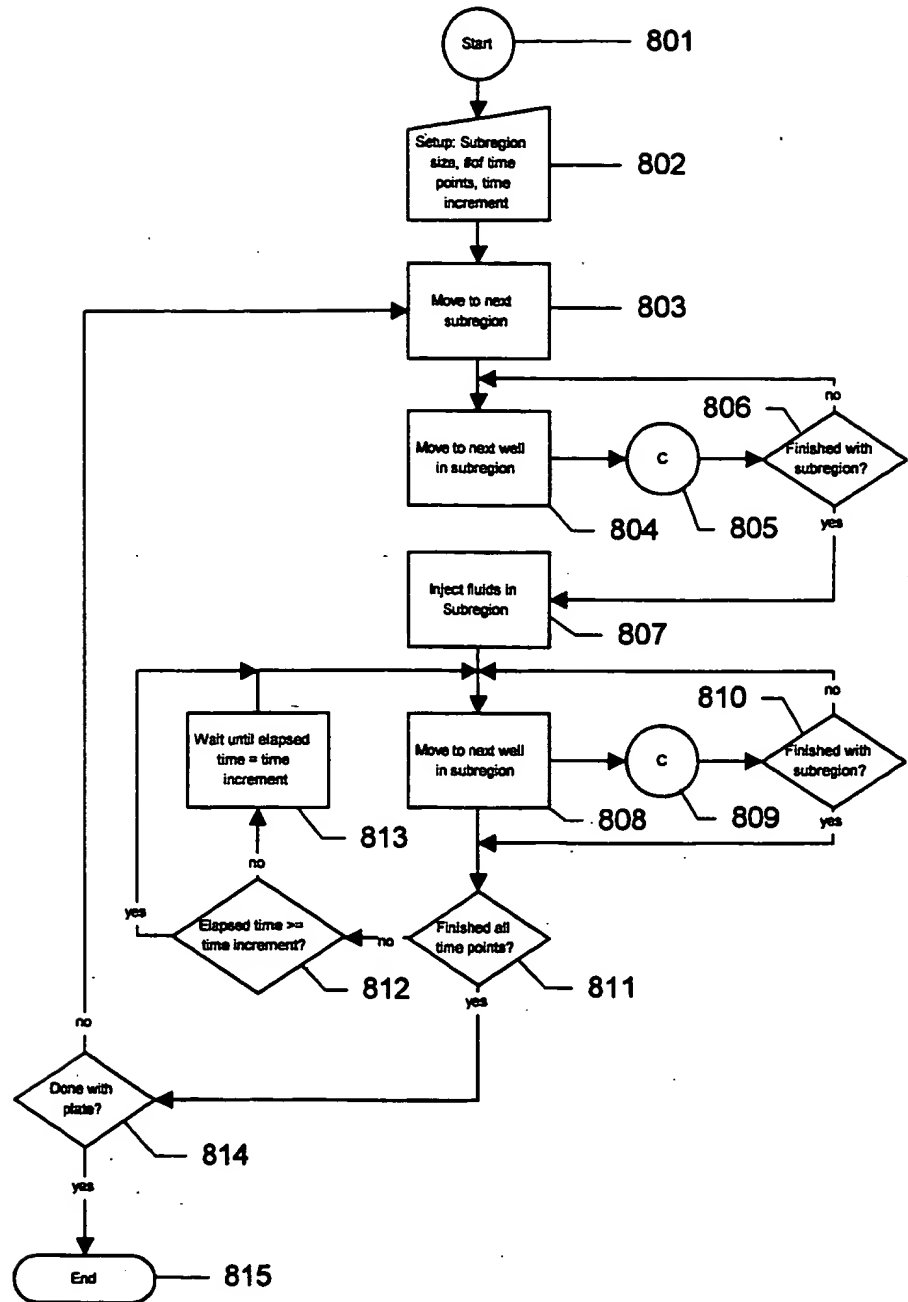 Start
801
Setup: Subregion
size, #of time
points, time
increment
802
Move to next
subregion
803
no
806
Move to next well
in subregion
C
Finished with
subregion?
804
805
yes
Inject fluids in
Subregion
807
no
810
Wait until elapsed
time = time
increment
Move to next well
in subregion
C
Finished with
subregion?
813
808
809
yes
no
yes
Elapsed time >=
time increment?
no
Finished all
time points?
812
811
yes
no
Done with
plate?
814
yes
End
815